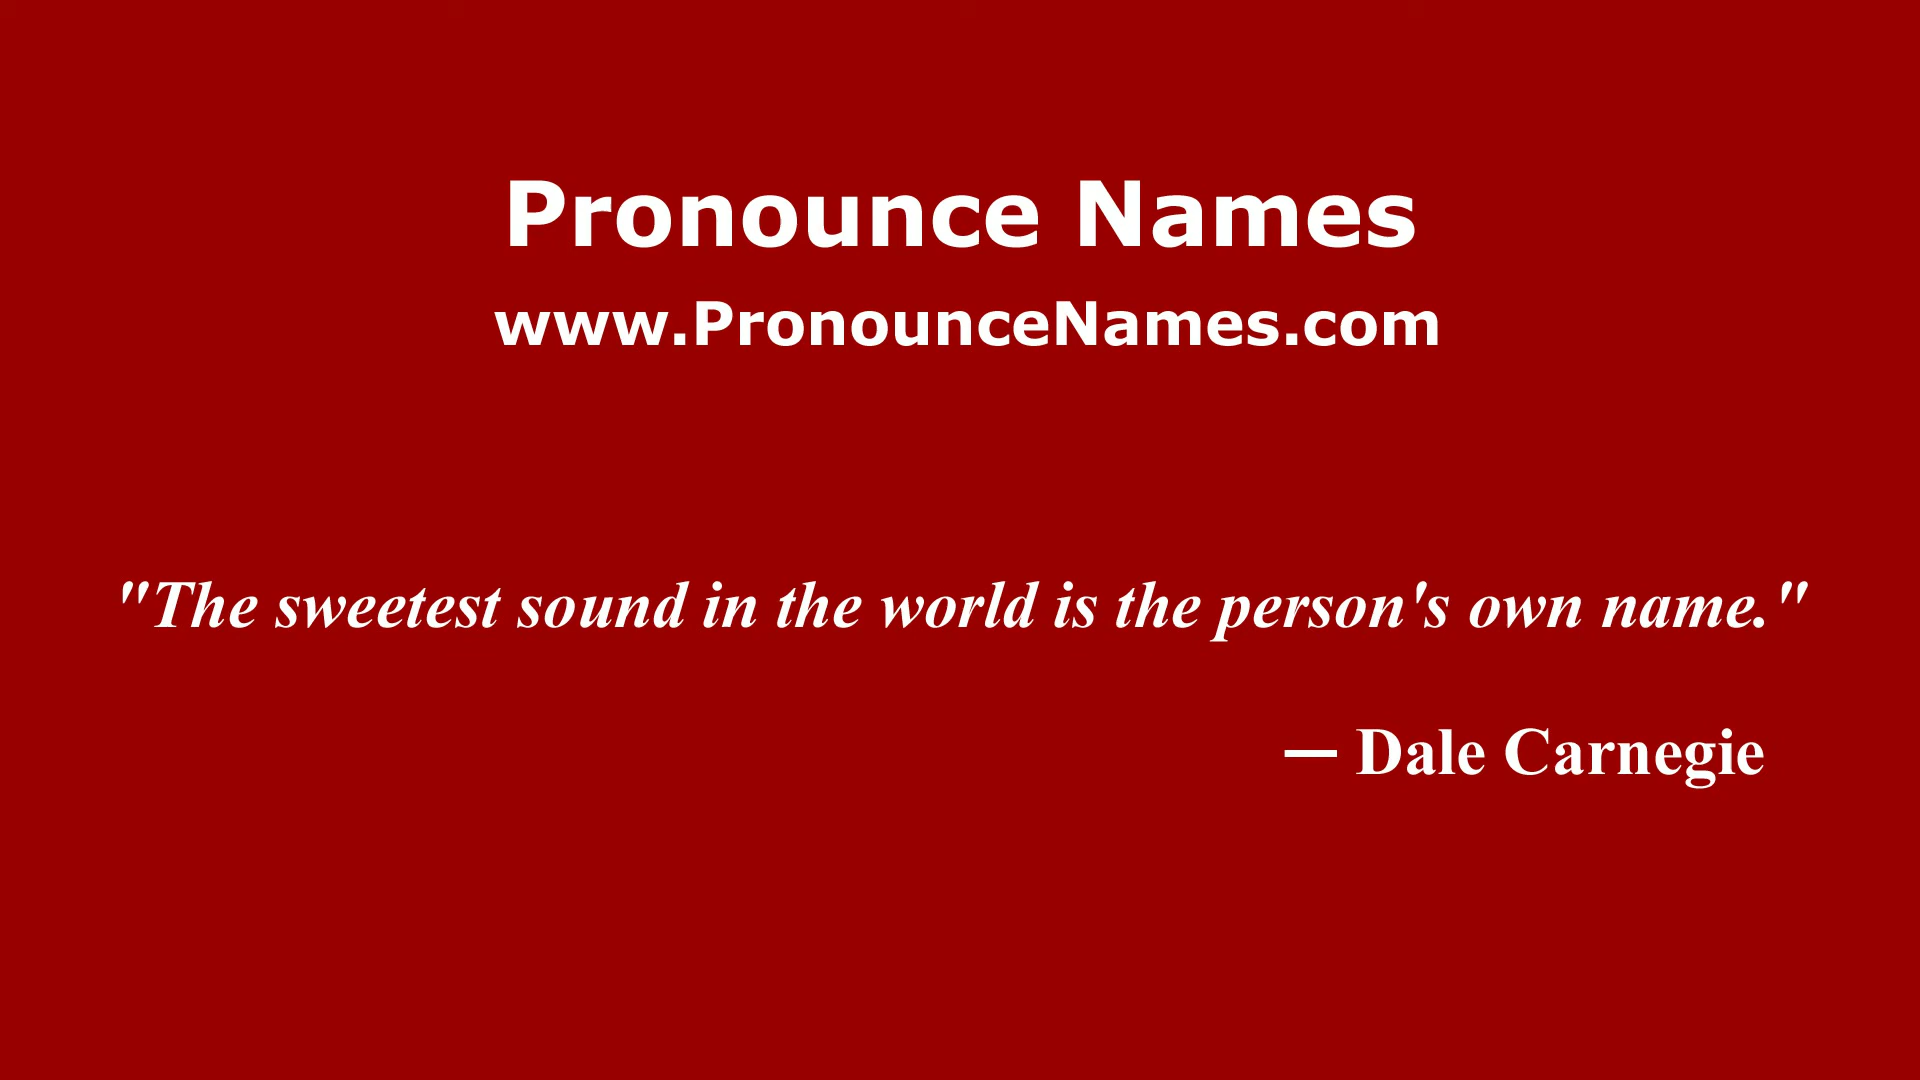 Pronounce Names
www.PronounceNames.com
"The sweetest sound in the world is the person's own name."
— Dale Carnegie